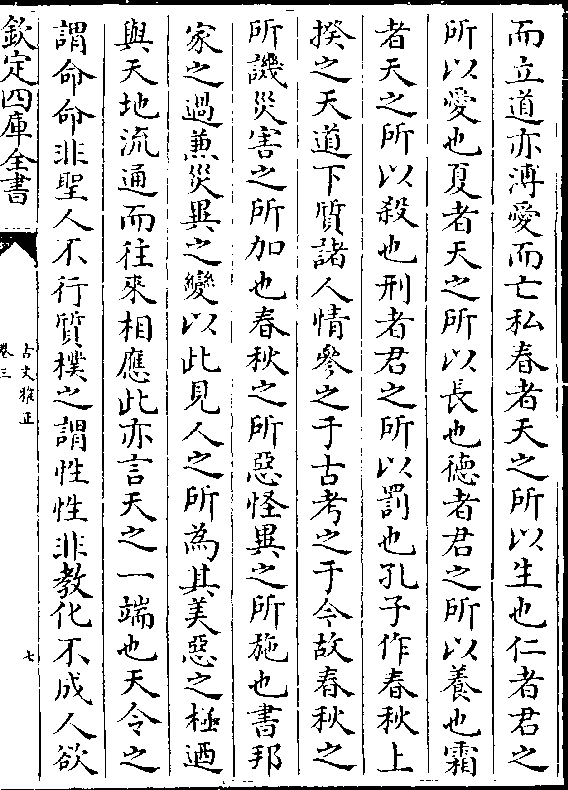 而立道亦溥愛而亡私春者天之所以生也仁者君之
所以愛也夏者天之所以長也徳者君之所以養也霜
者天之所以殺也刑者君之所以罰也孔子作春秋上
揆之天道下質諸人情參之于古考之于今故春秋之
所譏災害之所加也春秋之所惡怪異之所施也書邦
家之過兼災異之變以此見人之所為其美惡之極迺
與天地流通而往來相應此亦言天之一端也天令之
謂命命非聖人不行質樸之謂性性非教化不成人欲
欽定四庫全書
古文雅正
卷三
七